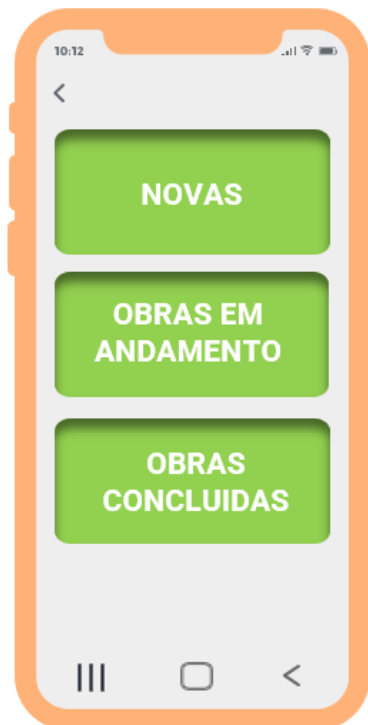 10:12
NOVAS
OBRAS EM
ANDAMENTO
OBRAS
CONCLUIDAS